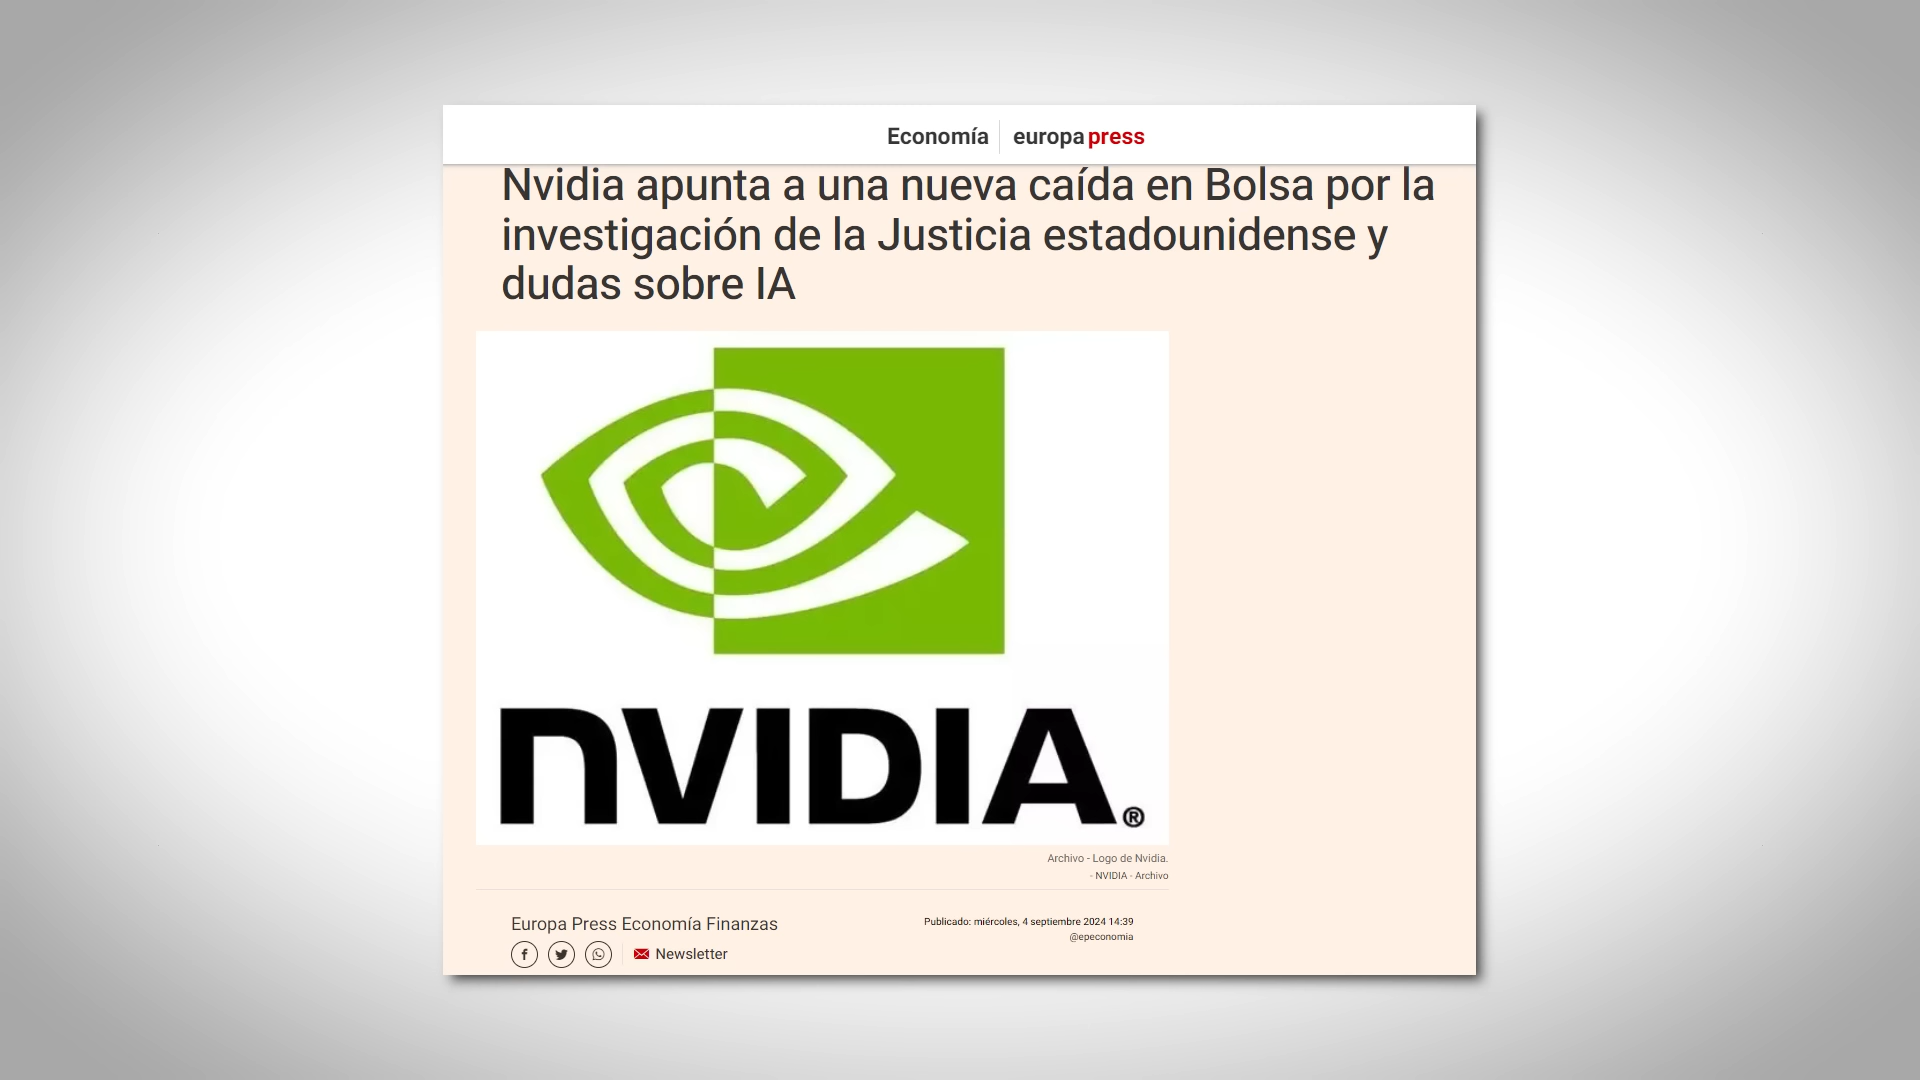 Economía europapress
Nvidia apunta a una nueva caída en Bolsa por la
investigación de la Justicia estadounidense y
dudas sobre IA
nVIDIA®
Archivo - Logo de Nvidia.
- NVIDIA - Archivo
Europa Press Economía Finanzas
Publicado: miércoles, 4 septiembre 2024 14:39
@epeconomia
Newsletter